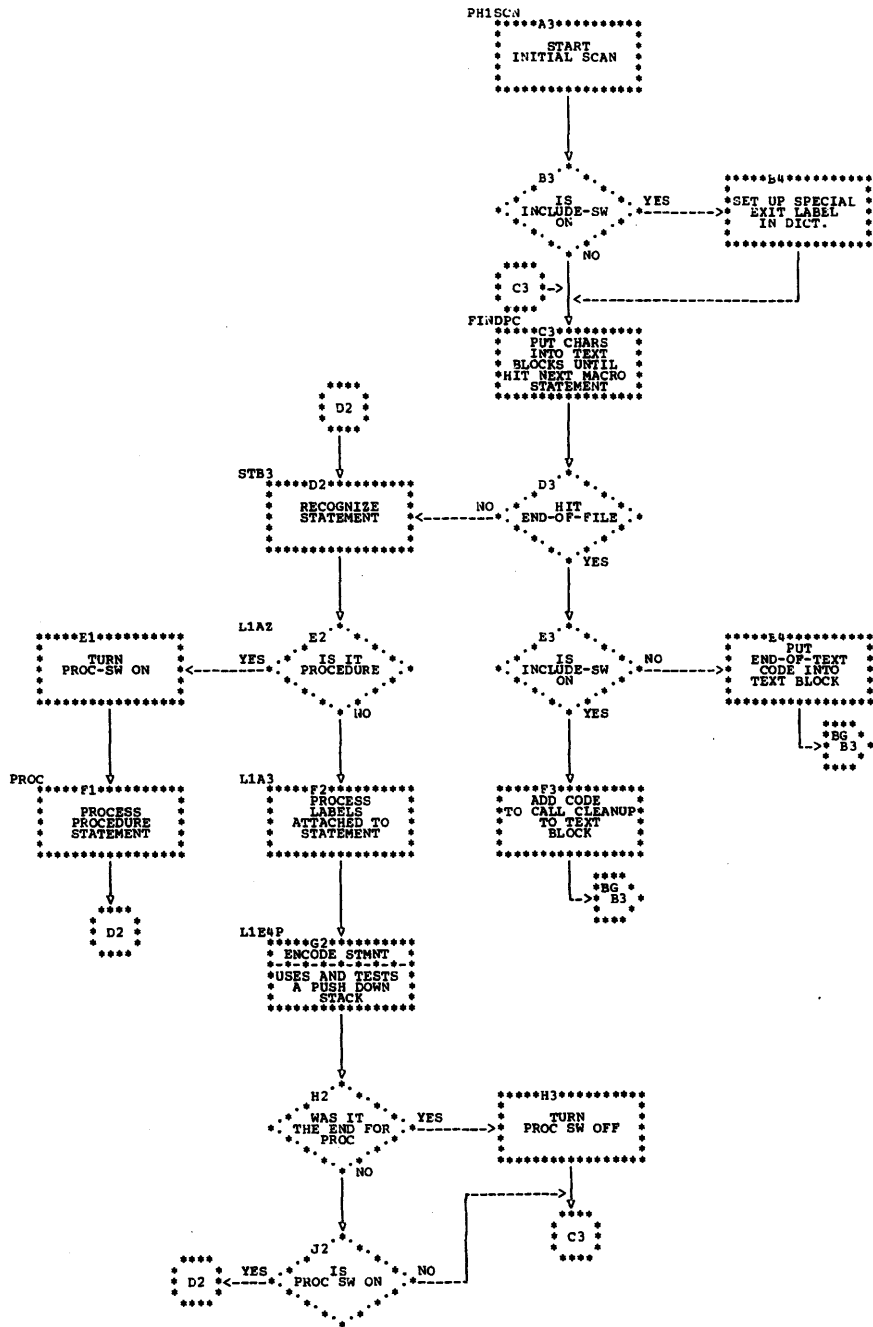 PH1SCN
A3
START
INITIAL SCAN
B3
IS
INCLUDE-SW
ON
YES
NO
B4
SET UP SPECIAL
EXIT LABEL
IN DICT.
C3
FINDPC
C3
PUT CHARS
INTO TEXT
BLOCKS UNTIL
HIT NEXT MACRO
STATEMENT
D2
STB3
D2
RECOGNIZE
STATEMENT
NO
D3
HIT
END-OF-FILE
YES
E1
TURN
PROC-SW ON
YES
L1AZ
E2
IS IT
PROCEDURE
NO
E3
IS
INCLUDE-SW
ON
NO
YES
E4
PUT
END-OF-TEXT
CODE INTO
TEXT BLOCK
BG
B3
PROC
F1
PROCESS
PROCEDURE
STATEMENT
L1A3
F2
PROCESS
LABELS
ATTACHED TO
STATEMENT
F3
ADD CODE
TO CALL CLEANUP
TO TEXT
BLOCK
BG
B3
D2
L1E4P
G2
ENCODE STMNT
USES AND TESTS
A PUSH DOWN
STACK
H2
WAS IT
THE END FOR
PROC
YES
NO
H3
TURN
PROC SW OFF
C3
D2
YES
J2
IS
PROC SW ON
NO